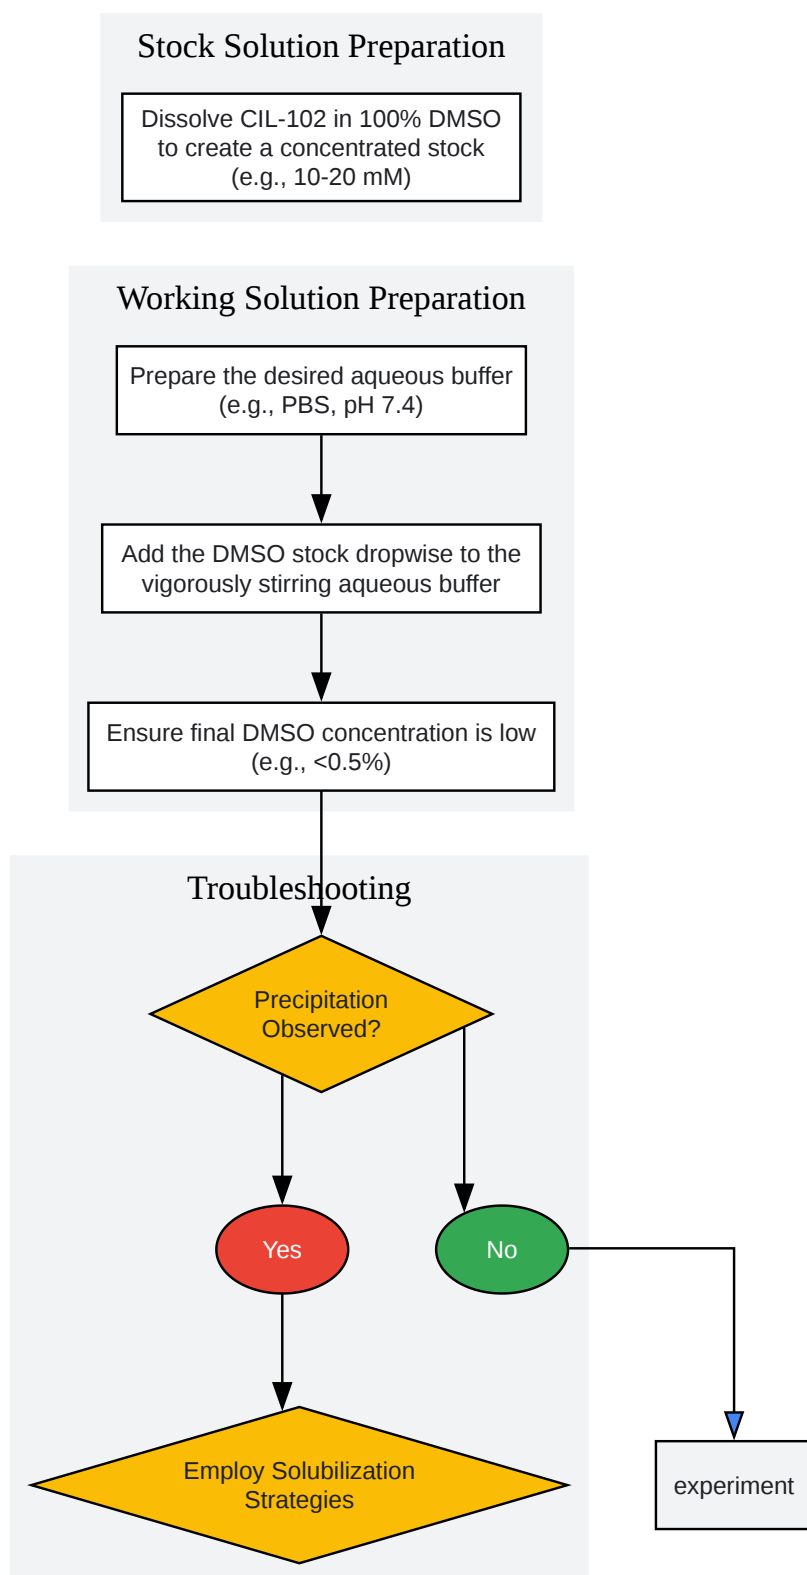 Stock Solution Preparation
Dissolve CIL-102 in 100% DMSO
to create a concentrated stock
(e.g., 10-20 mM)
Working Solution Preparation
Prepare the desired aqueous buffer
(e.g., PBS, pH 7.4)
Add the DMSO stock dropwise to the
vigorously stirring aqueous buffer
Ensure final DMSO concentration is low
(e.g., <0.5%)
Troubleshooting
Precipitation
Observed?
Yes
No
Employ Solubilization
Strategies
experiment